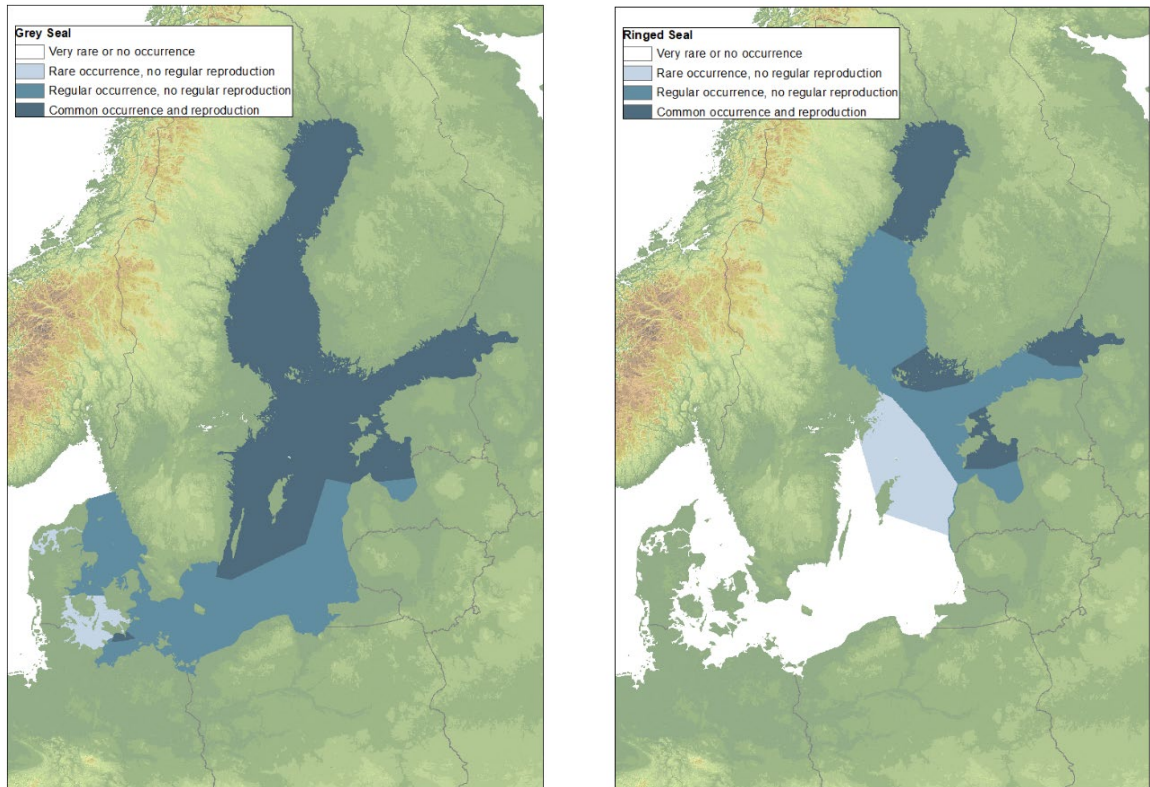 Grey Seal
Very rare or no occurrence
Rare occurrence, no regular reproduction
Regular occurrence, no regular reproduction
Common occurrence and reproduction
Ringed Seal
Very rare or no occurrence
Rare occurrence, no regular reproduction
Regular occurrence, no regular reproduction
Common occurrence and reproduction